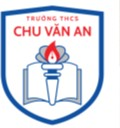 TRƯỜNG THCS
CHU VĂN AN